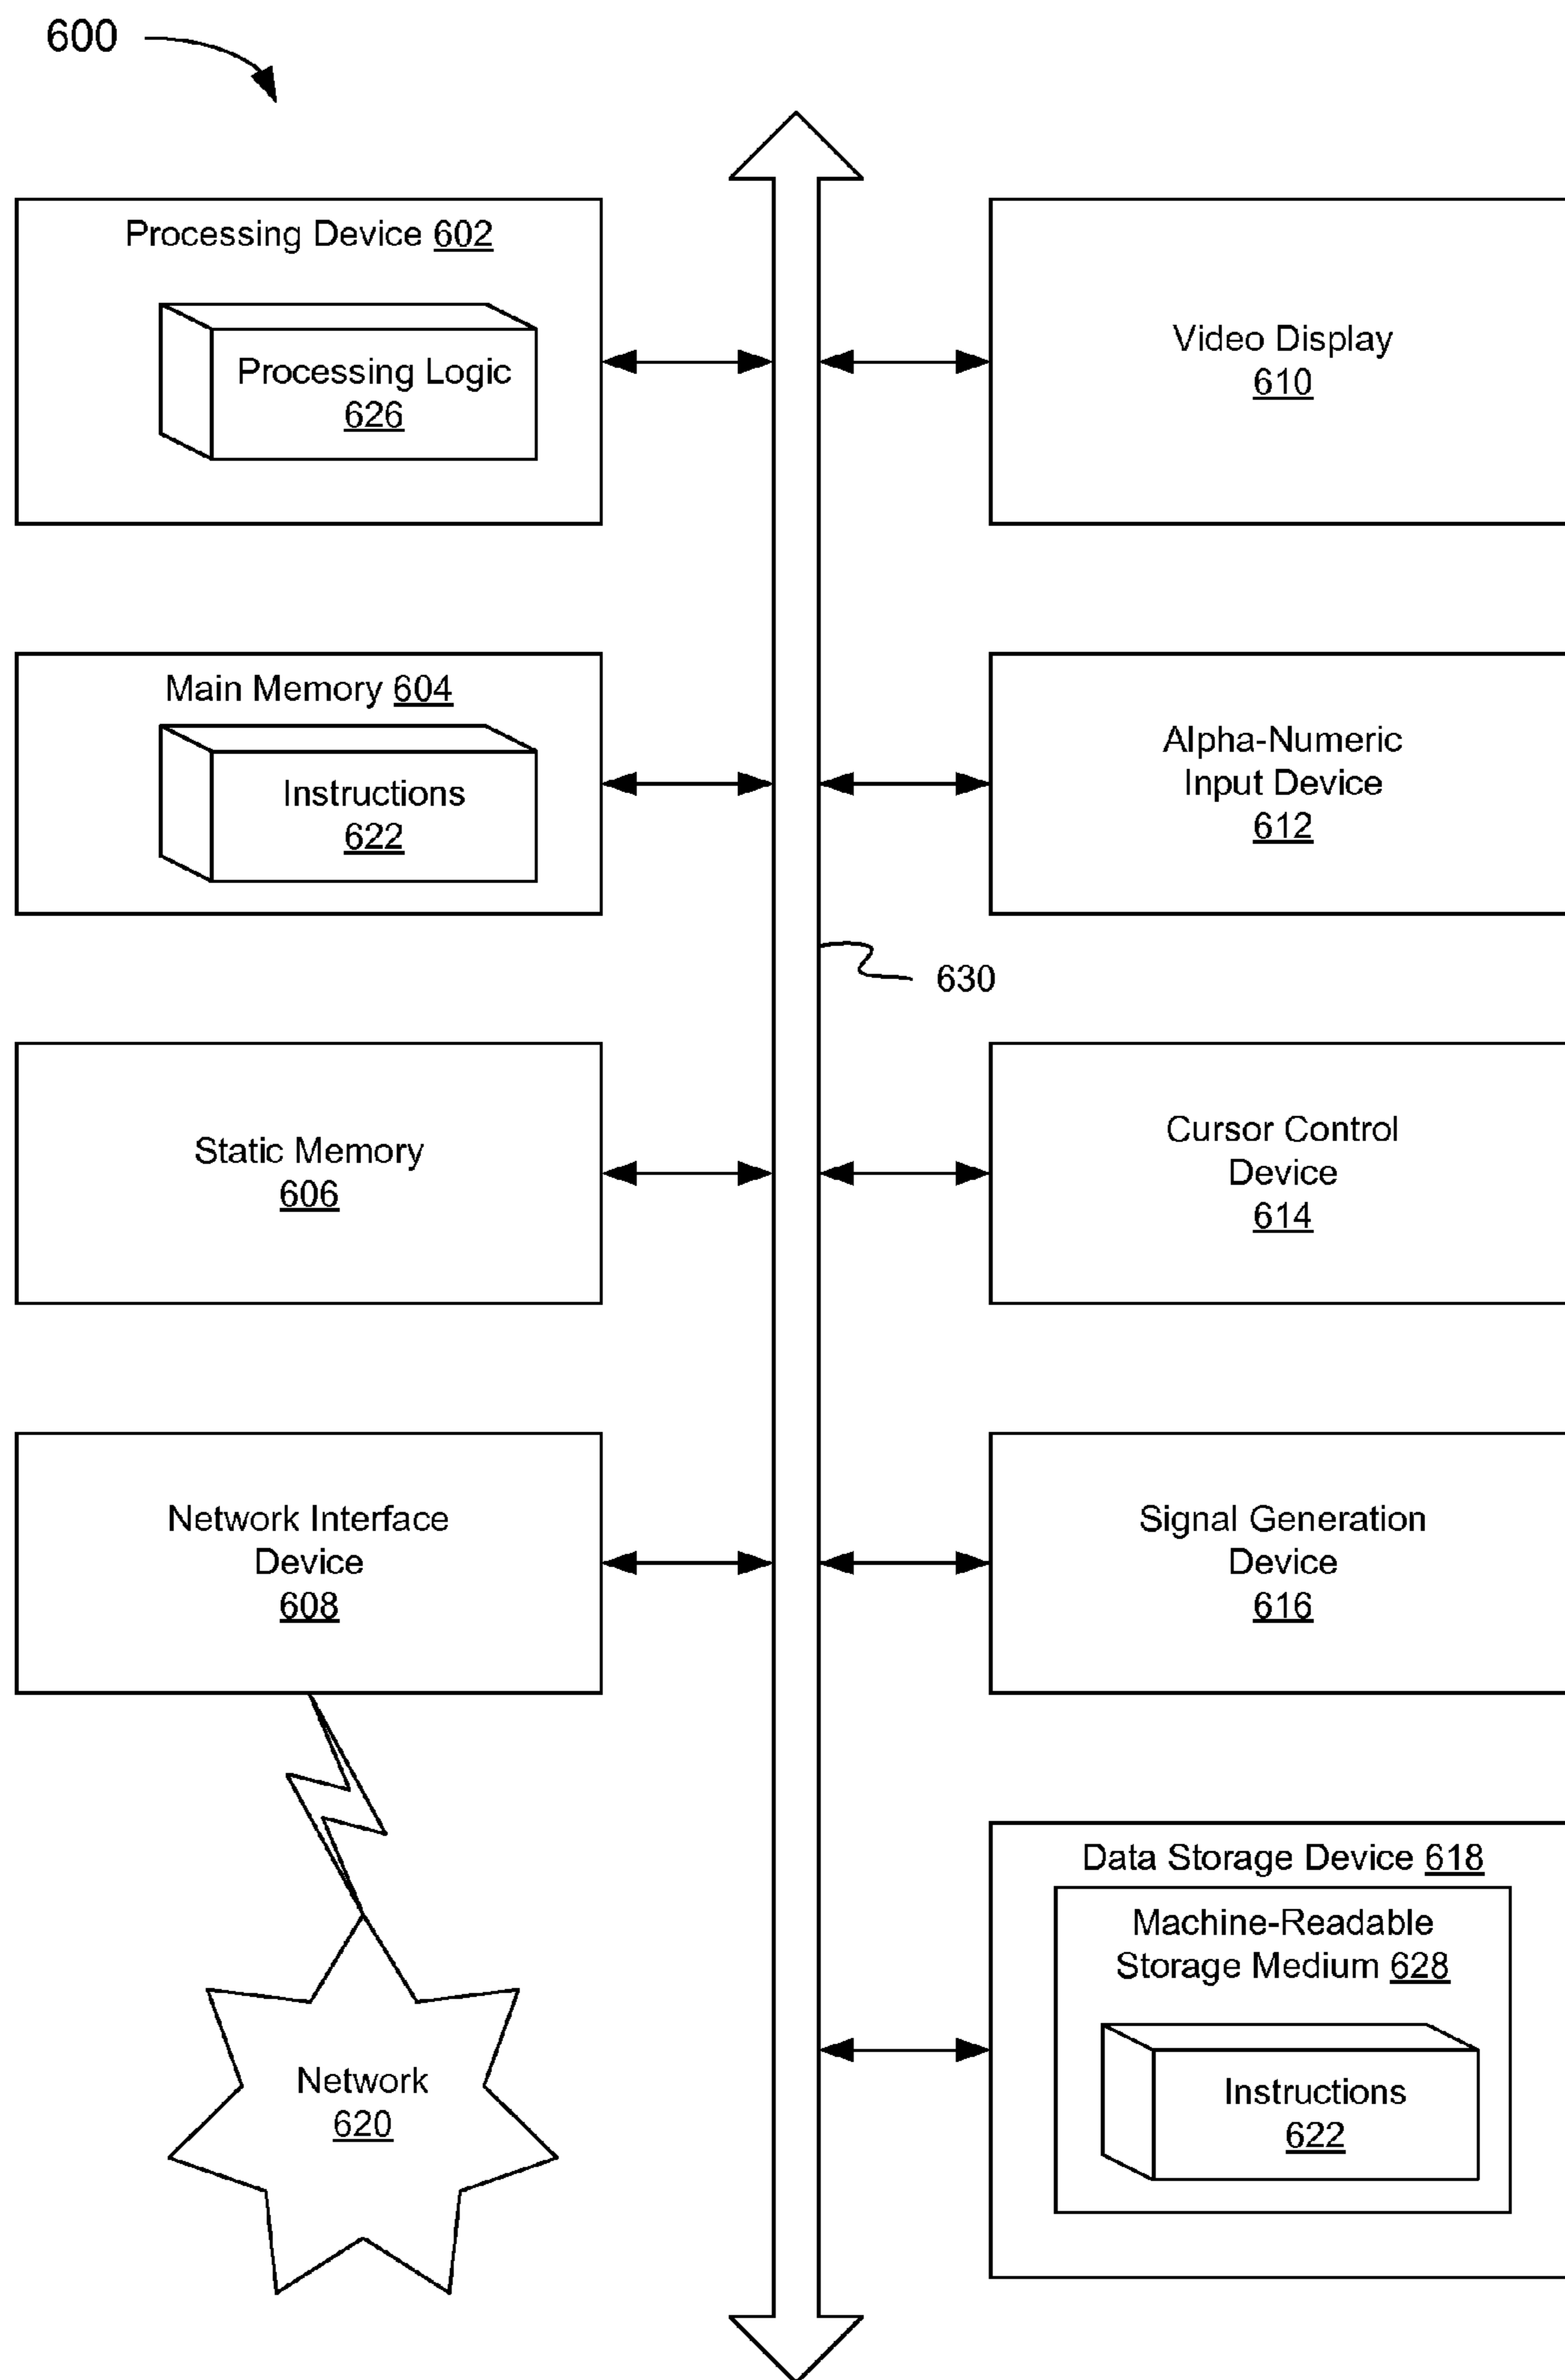 600
Processing Device 602
Processing Logic
626
Video Display
610
Main Memory 604
Instructions
622
Alpha-Numeric
Input Device
612
630
Static Memory
606
Cursor Control
Device
614
Network Interface
Device
608
Signal Generation
Device
616
Data Storage Device 618
Machine-Readable
Storage Medium 628
Instructions
622
Network
620